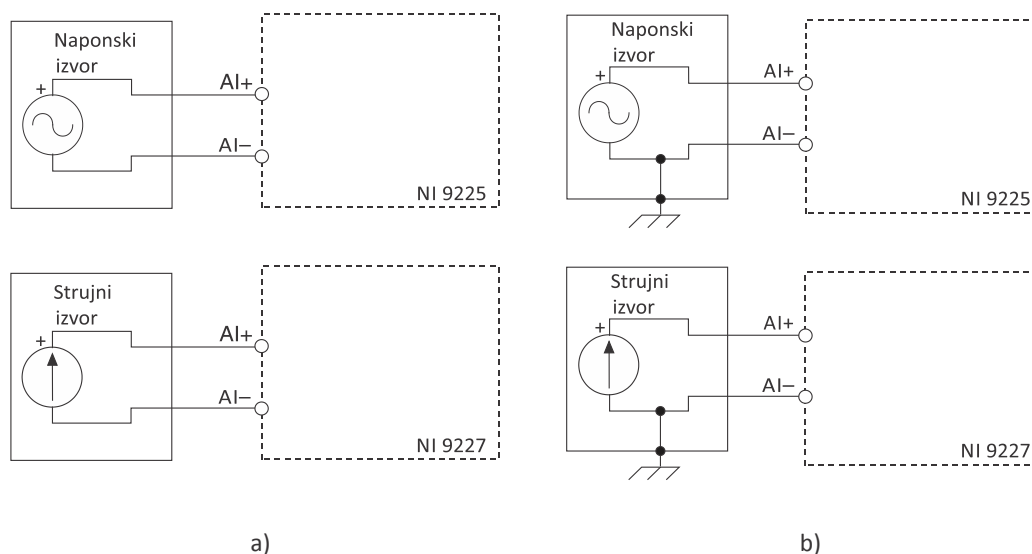 Naponski
izvor
+
AI+
AI–
NI 9225
Naponski
izvor
+
AI+
AI–
NI 9225
Strujni
izvor
+
AI+
AI–
NI 9227
Strujni
izvor
+
AI+
AI–
NI 9227
a)
b)